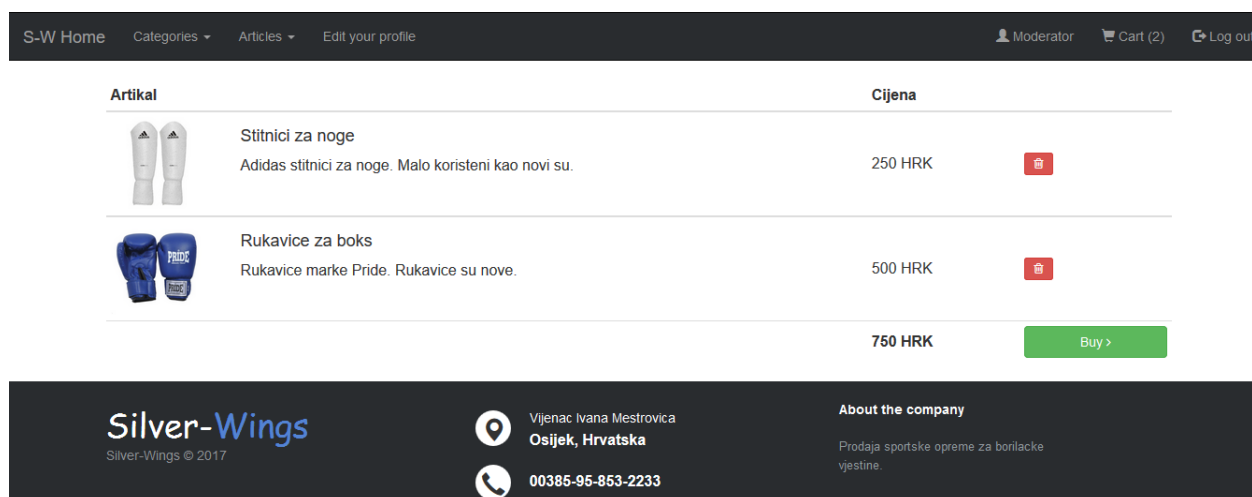 S-W Home Categories Articles Edit your profile Moderator Cart (2) Log out
Artikal Cijena
Stitnici za noge
Adidas stitnici za noge. Malo koristeni kao novi su.
250 HRK
Rukavice za boks
Rukavice marke Pride. Rukavice su nove.
500 HRK
PRIDE
PRIDE
750 HRK Buy >
Silver-Wings
Silver-Wings © 2017
Vijenac Ivana Mestrovica
Osijek, Hrvatska
00385-95-853-2233
About the company
Prodaja sportske opreme za borilacke
vjestine.